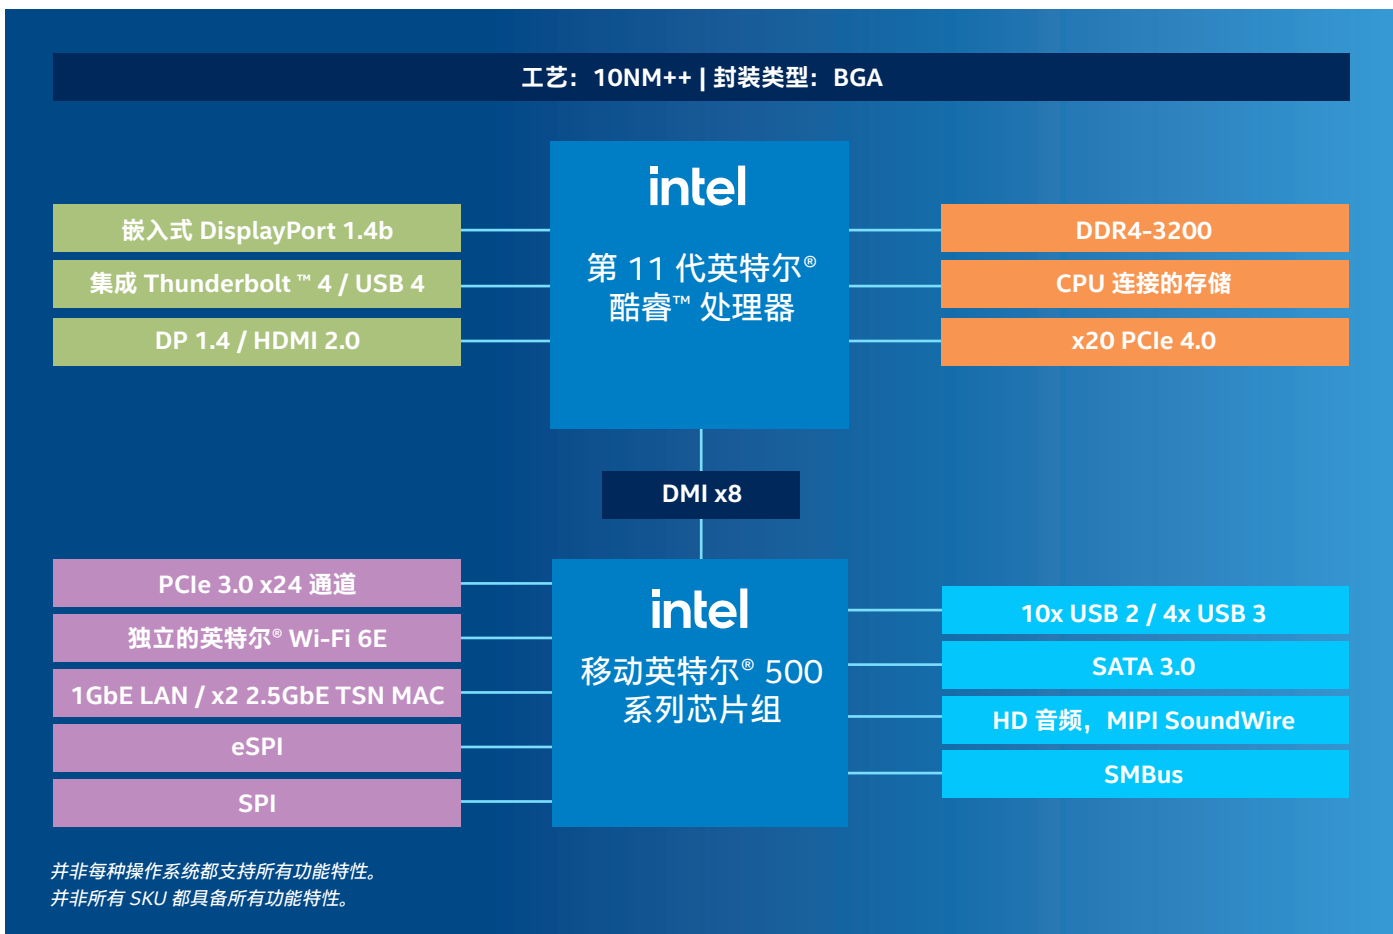 工艺：10NM++ | 封装类型：BGA
intel
第 11 代英特尔®
酷睿™ 处理器
嵌入式 DisplayPort 1.4b
集成 Thunderbolt ™ 4 / USB 4
DP 1.4 / HDMI 2.0
DDR4-3200
CPU 连接的存储
x20 PCIe 4.0
DMI x8
intel
移动英特尔® 500
系列芯片组
PCIe 3.0 x24 通道
独立的英特尔® Wi-Fi 6E
1GbE LAN / x2 2.5GbE TSN MAC
eSPI
SPI
10x USB 2 / 4x USB 3
SATA 3.0
HD 音频，MIPI SoundWire
SMBus
并非每种操作系统都支持所有功能特性。
并非所有 SKU 都具备所有功能特性。